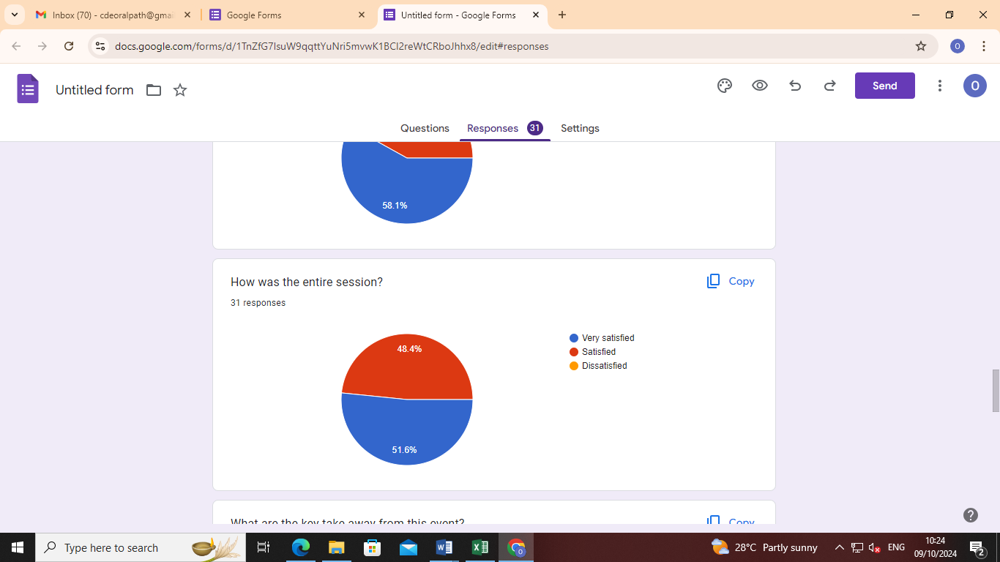 Inbox (70) - cdeoralpath@gmai
Google Forms
Untitled form - Google Forms
docs.google.com/forms/d/1TnZfG7IsuW9qqttYuNri5mvwK1BCl2reWtCRboJhhx8/edit#responses
O
Untitled form
Send
O
Questions
Responses 31
Settings
58.1%
How was the entire session?
Copy
31 responses
48.4%
51.6%
Very satisfied
Satisfied
Dissatisfied
What are the key take away from this event?
Copy
Type here to search
28°C Partly sunny
ENG
10:24
09/10/2024
2